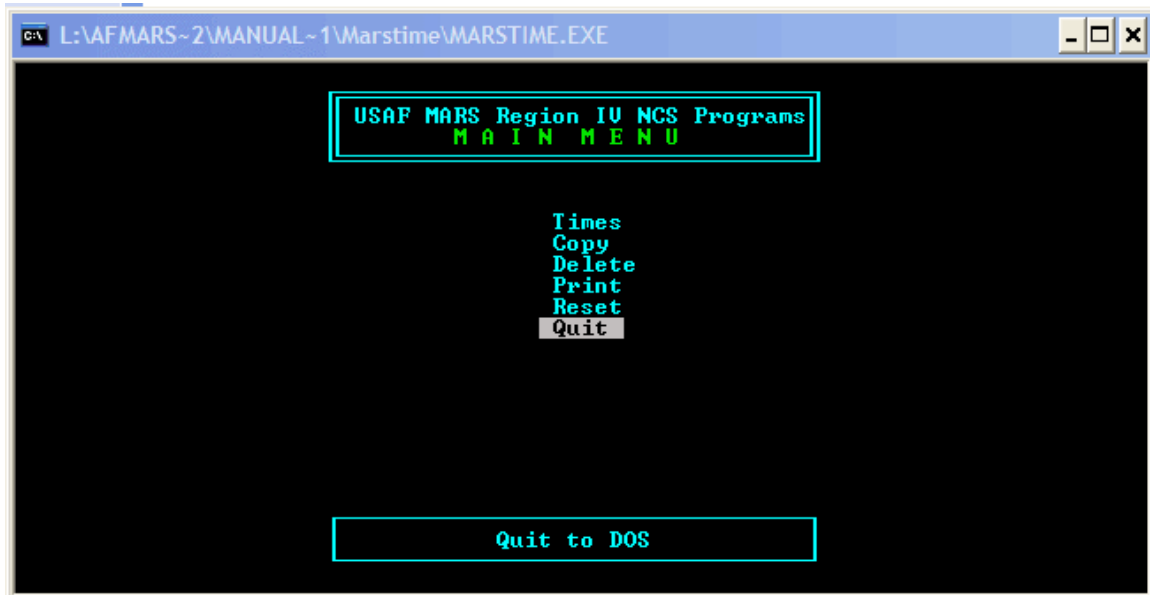 L:\AFMARS~2\MANUAL~1\Marstime\MARSTIME.EXE
USAF MARS Region IV NCS Programs
M A I N M E N U
Times
Copy
Delete
Print
Reset
Quit
Quit to DOS